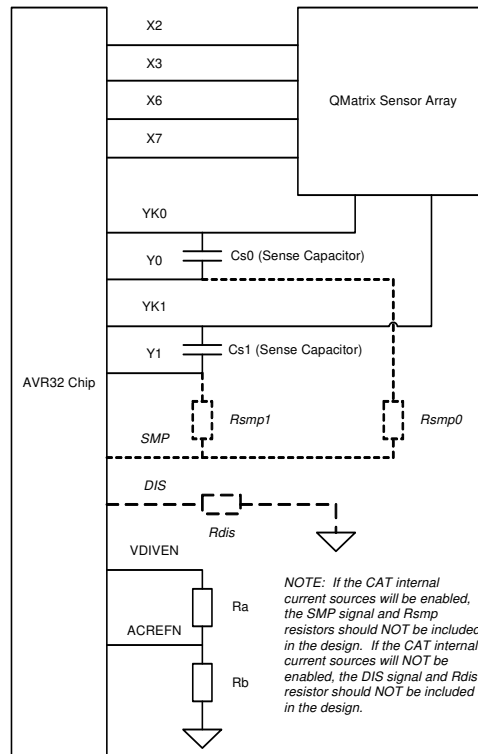 X2
X3
QMatrix Sensor Array
X6
X7
YK0
Cs0 (Sense Capacitor)
Y0
YK1
Cs1 (Sense Capacitor)
Y1
AVR32 Chip
Rsmp1
Rsmp0
SMP
DIS
Rdis
VDIVEN
Ra
ACREFN
Rb
NOTE: If the CAT internal
current sources will be enabled,
the SMP signal and Rsmp
resistors should NOT be included
in the design. If the CAT internal
current sources will NOT be
enabled, the DIS signal and Rdis
resistor should NOT be included
in the design.